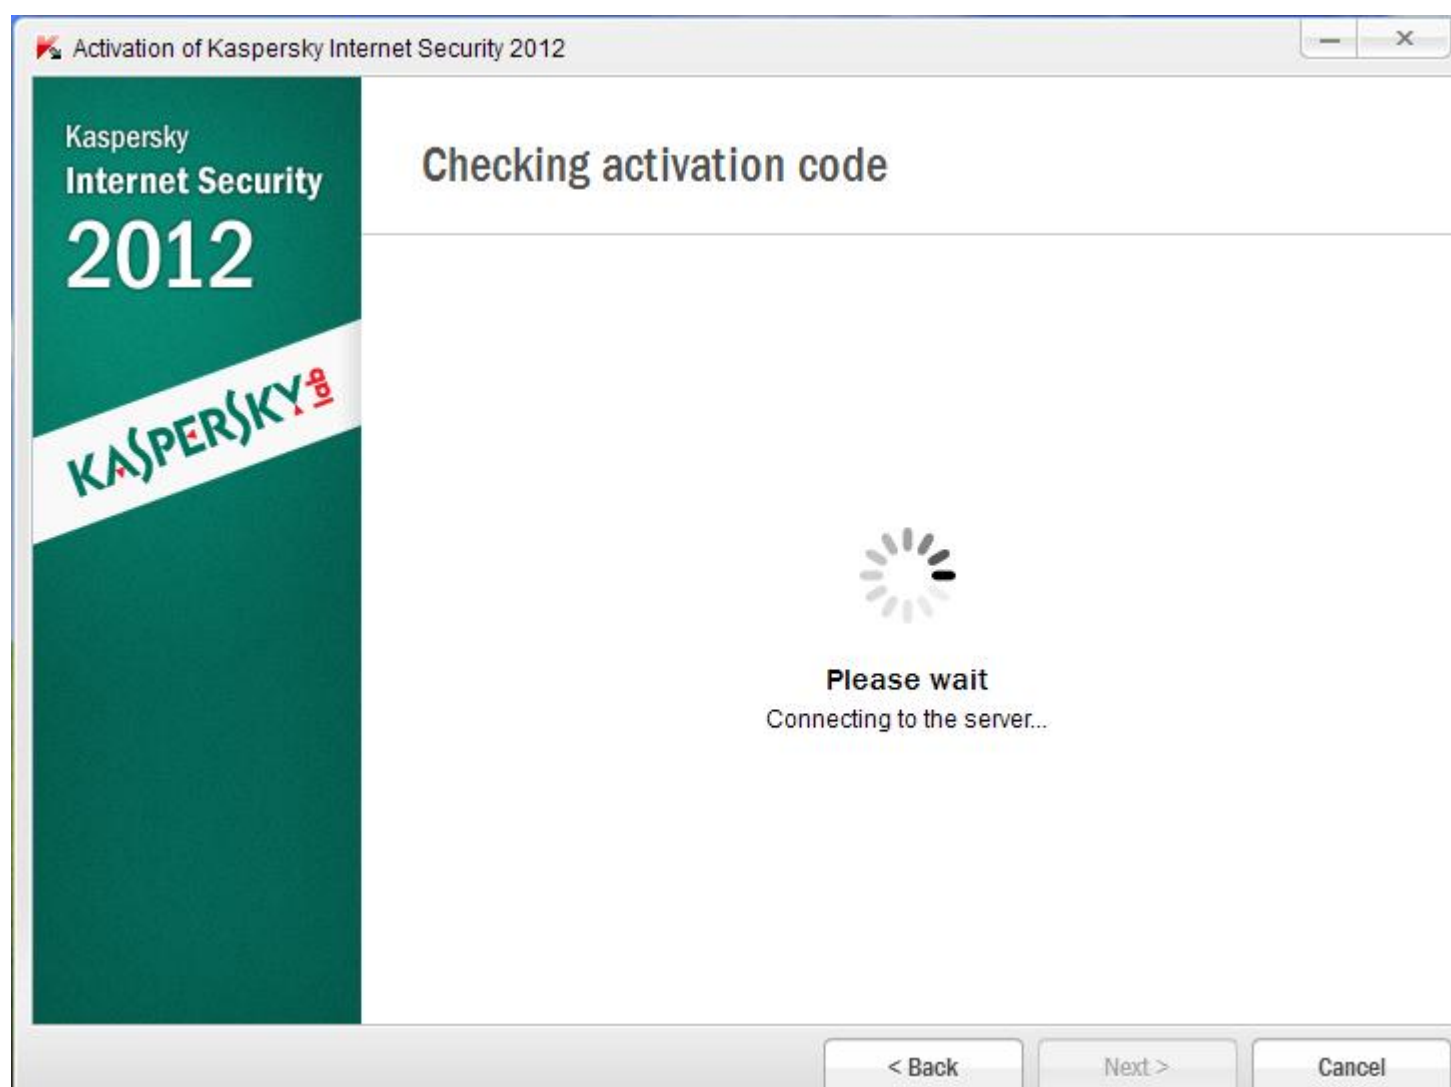 Activation of Kaspersky Internet Security 2012
Kaspersky
Internet Security
2012
KASPERSKY lab
Checking activation code
Please wait
Connecting to the server...
< Back
Next >
Cancel